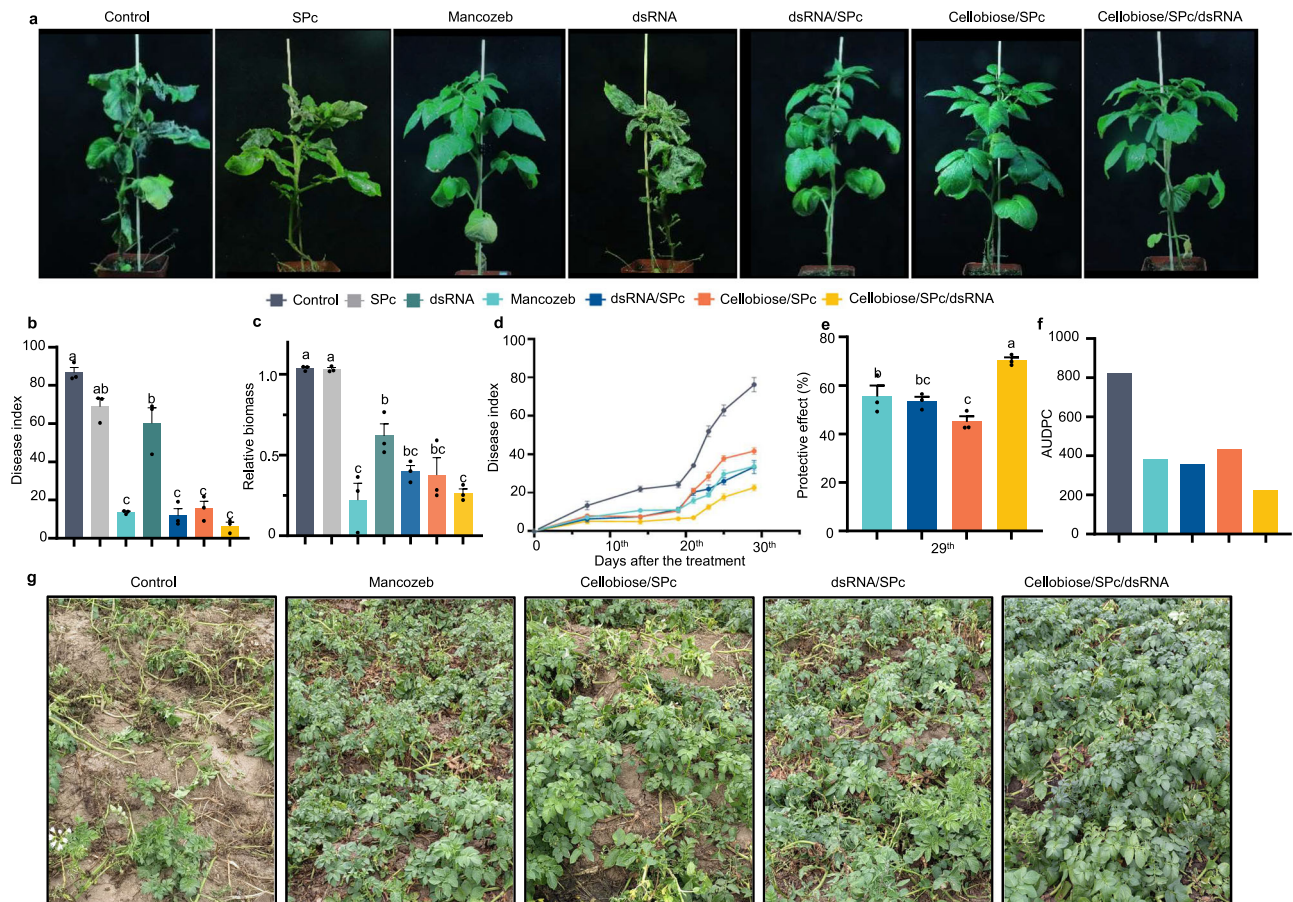 a Control SPc Mancozeb dsRNA dsRNA/SPc Cellobiose/SPc Cellobiose/SPc/dsRNA
Control SPc dsRNA Mancozeb dsRNA/SPc Cellobiose/SPc Cellobiose/SPc/dsRNA
b
Disease index
100
80
60
40
20
0
a
ab
c
b
c
c
c
c
Relative biomass
1.0
0.5
0
a
a
c
b
bc
bc
c
d
Disease index
100
80
60
40
20
0
0 10th 20th 30th
Days after the treatment
e
Protective effect (%)
80
60
40
20
0
b
bc
c
a
29th
f
AUDPC
1000
800
600
400
200
0
g Control Mancozeb Cellobiose/SPc dsRNA/SPc Cellobiose/SPc/dsRNA